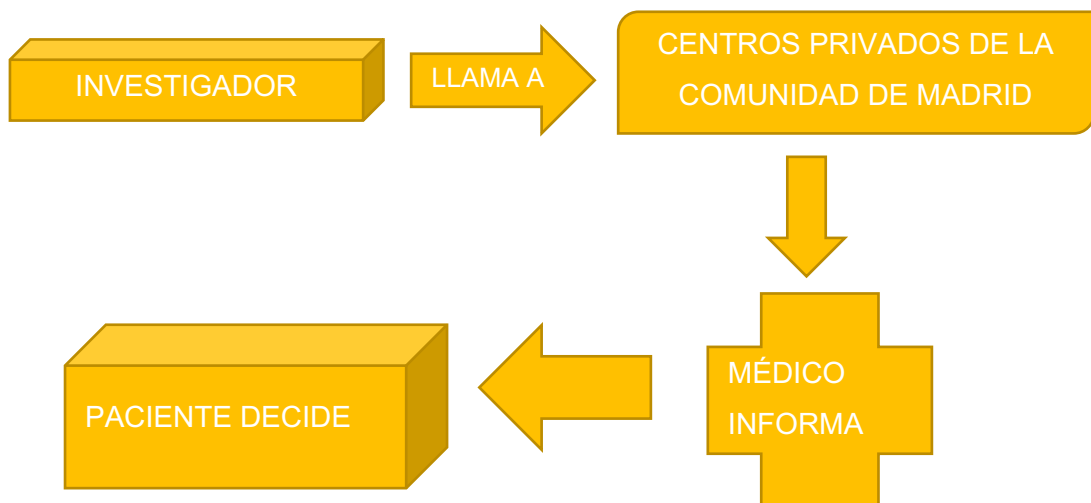 INVESTIGADOR
LLAMA A
CENTROS PRIVADOS DE LA
COMUNIDAD DE MADRID
MÉDICO
INFORMA
PACIENTE DECIDE